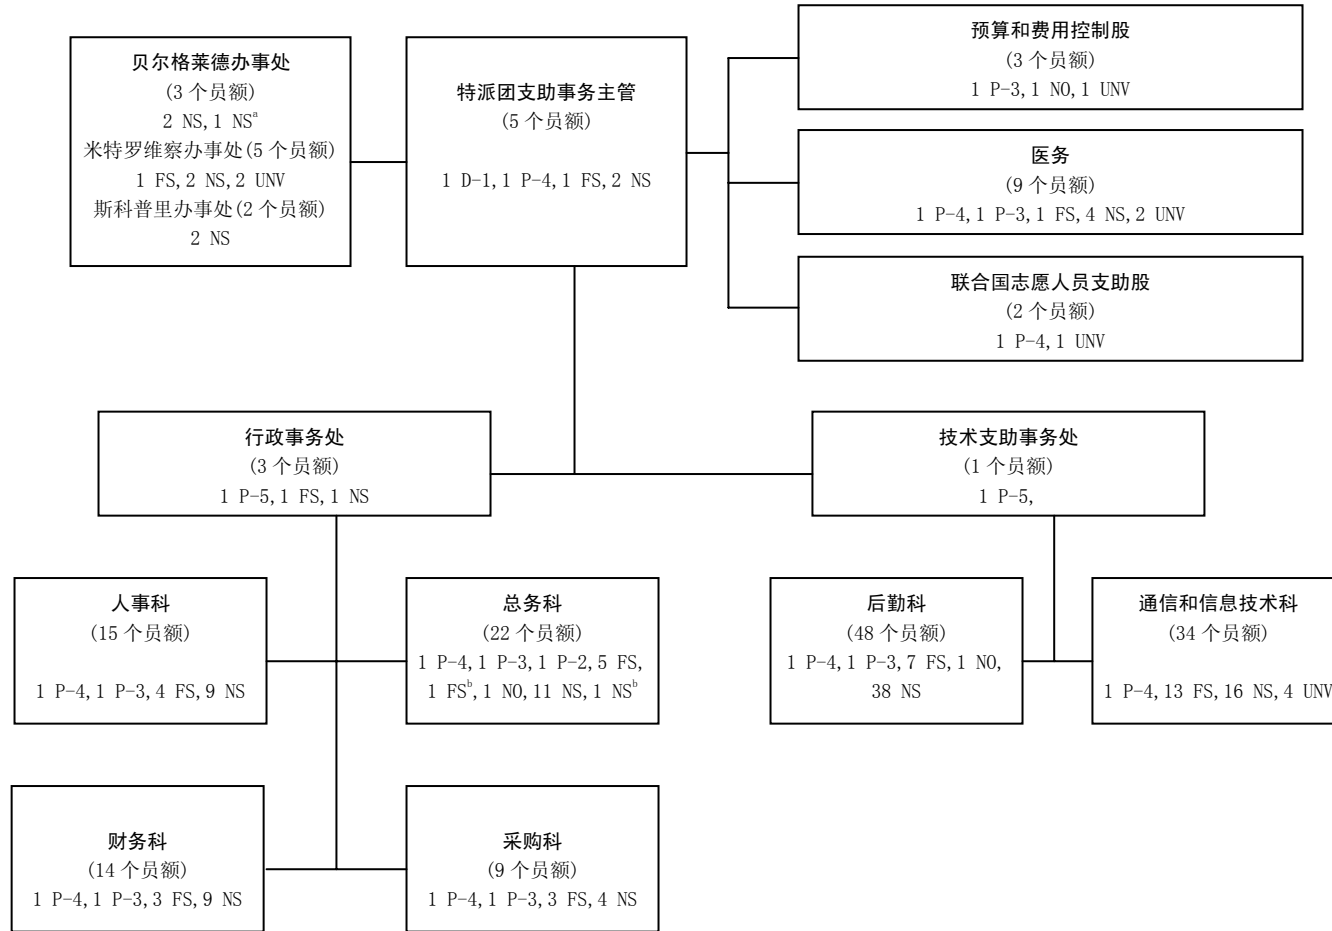 贝尔格莱德办事处
(3 个员额)
2 NS,1 NSᵃ
米特罗维察办事处(5 个员额)
1 FS,2 NS,2 UNV
斯科普里办事处(2 个员额)
2 NS
特派团支助事务主管
(5 个员额)
1 D-1,1 P-4,1 FS,2 NS
预算和费用控制股
(3 个员额)
1 P-3,1 NO,1 UNV
医务
(9 个员额)
1 P-4,1 P-3,1 FS,4 NS,2 UNV
联合国志愿人员支助股
(2 个员额)
1 P-4,1 UNV
行政事务处
(3 个员额)
1 P-5,1 FS,1 NS
技术支助事务处
(1 个员额)
1 P-5,
人事科
(15 个员额)
1 P-4,1 P-3,4 FS,9 NS
总务科
(22 个员额)
1 P-4,1 P-3,1 P-2,5 FS,
1 FSᵇ,1 NO,11 NS,1 NSᵇ
后勤科
(48 个员额)
1 P-4,1 P-3,7 FS,1 NO,
38 NS
通信和信息技术科
(34 个员额)
1 P-4,13 FS,16 NS,4 UNV
财务科
(14 个员额)
1 P-4,1 P-3,3 FS,9 NS
采购科
(9 个员额)
1 P-4,1 P-3,3 FS,4 NS